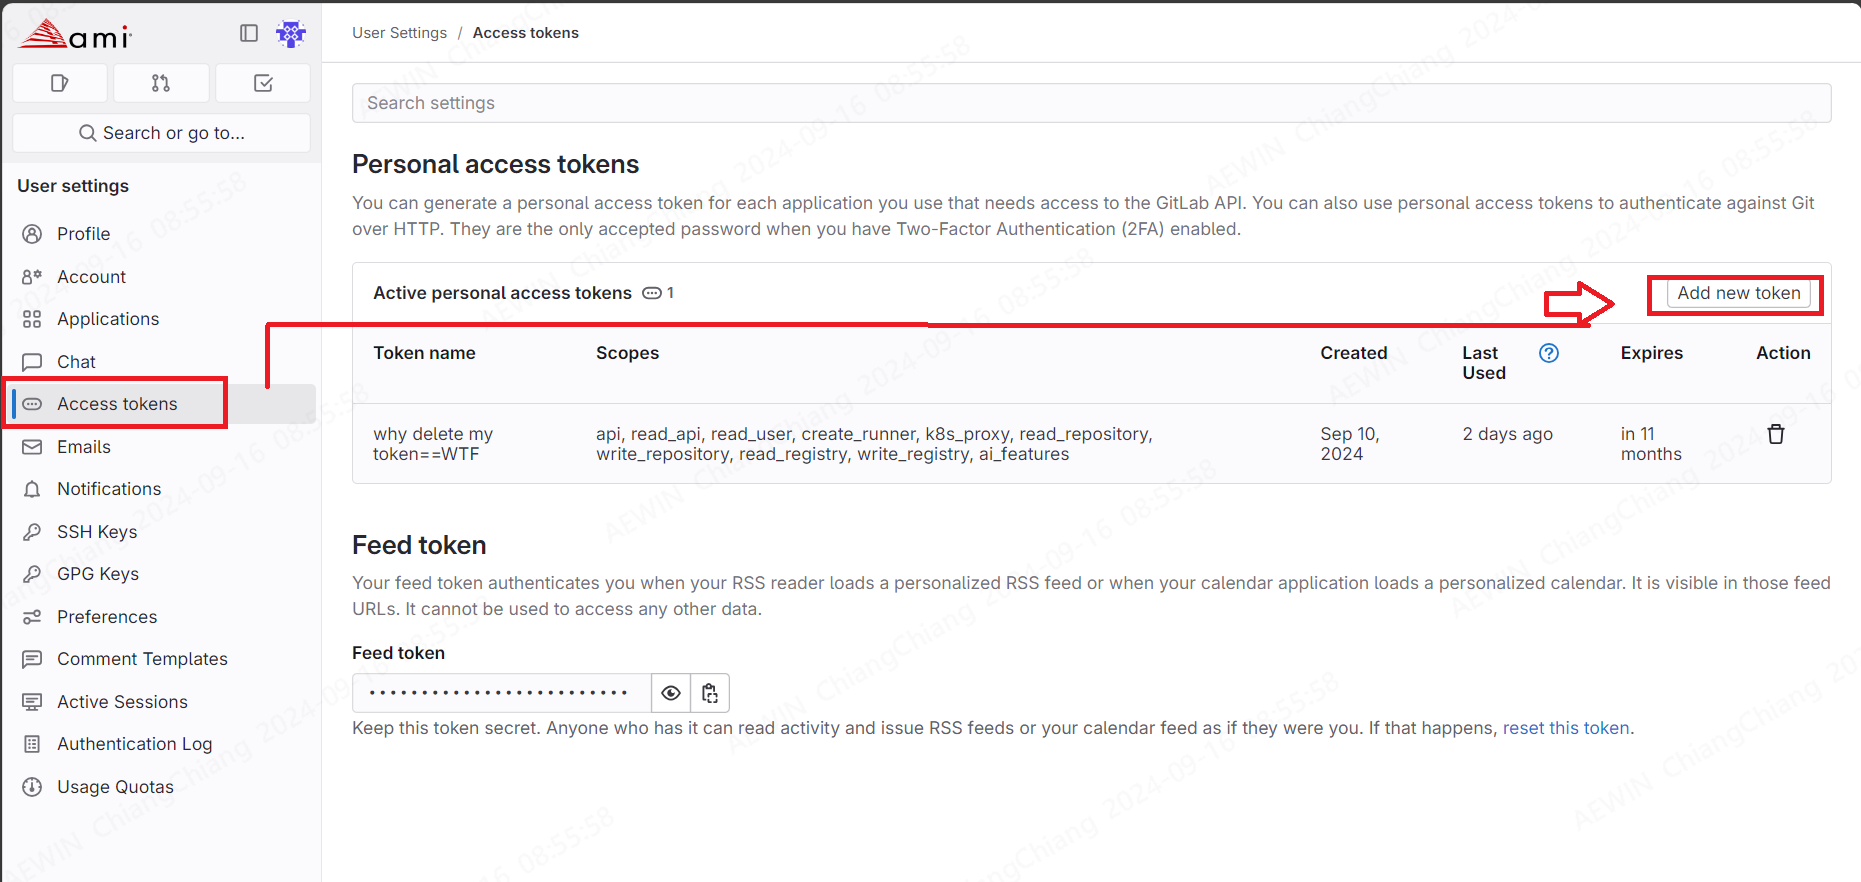 ami
User Settings / Access tokens
Search settings
Search or go to...
User settings
Profile
Account
Applications
Chat
Access tokens
Emails
Notifications
SSH Keys
GPG Keys
Preferences
Comment Templates
Active Sessions
Authentication Log
Usage Quotas
Personal access tokens
You can generate a personal access token for each application you use that needs access to the GitLab API. You can also use personal access tokens to authenticate against Git
over HTTP. They are the only accepted password when you have Two-Factor Authentication (2FA) enabled.
Active personal access tokens 1
Add new token
Token name Scopes Created Last Used Expires Action
why delete my
token==WTF
api, read_api, read_user, create_runner, k8s_proxy, read_repository,
write_repository, read_registry, write_registry, ai_features
Sep 10,
2024
2 days ago
in 11
months
Feed token
Your feed token authenticates you when your RSS reader loads a personalized RSS feed or when your calendar application loads a personalized calendar. It is visible in those feed
URLs. It cannot be used to access any other data.
Feed token
Keep this token secret. Anyone who has it can read activity and issue RSS feeds or your calendar feed as if they were you. If that happens, reset this token.
AEWIN ChiangChiang 2024-09-16 08:55:58